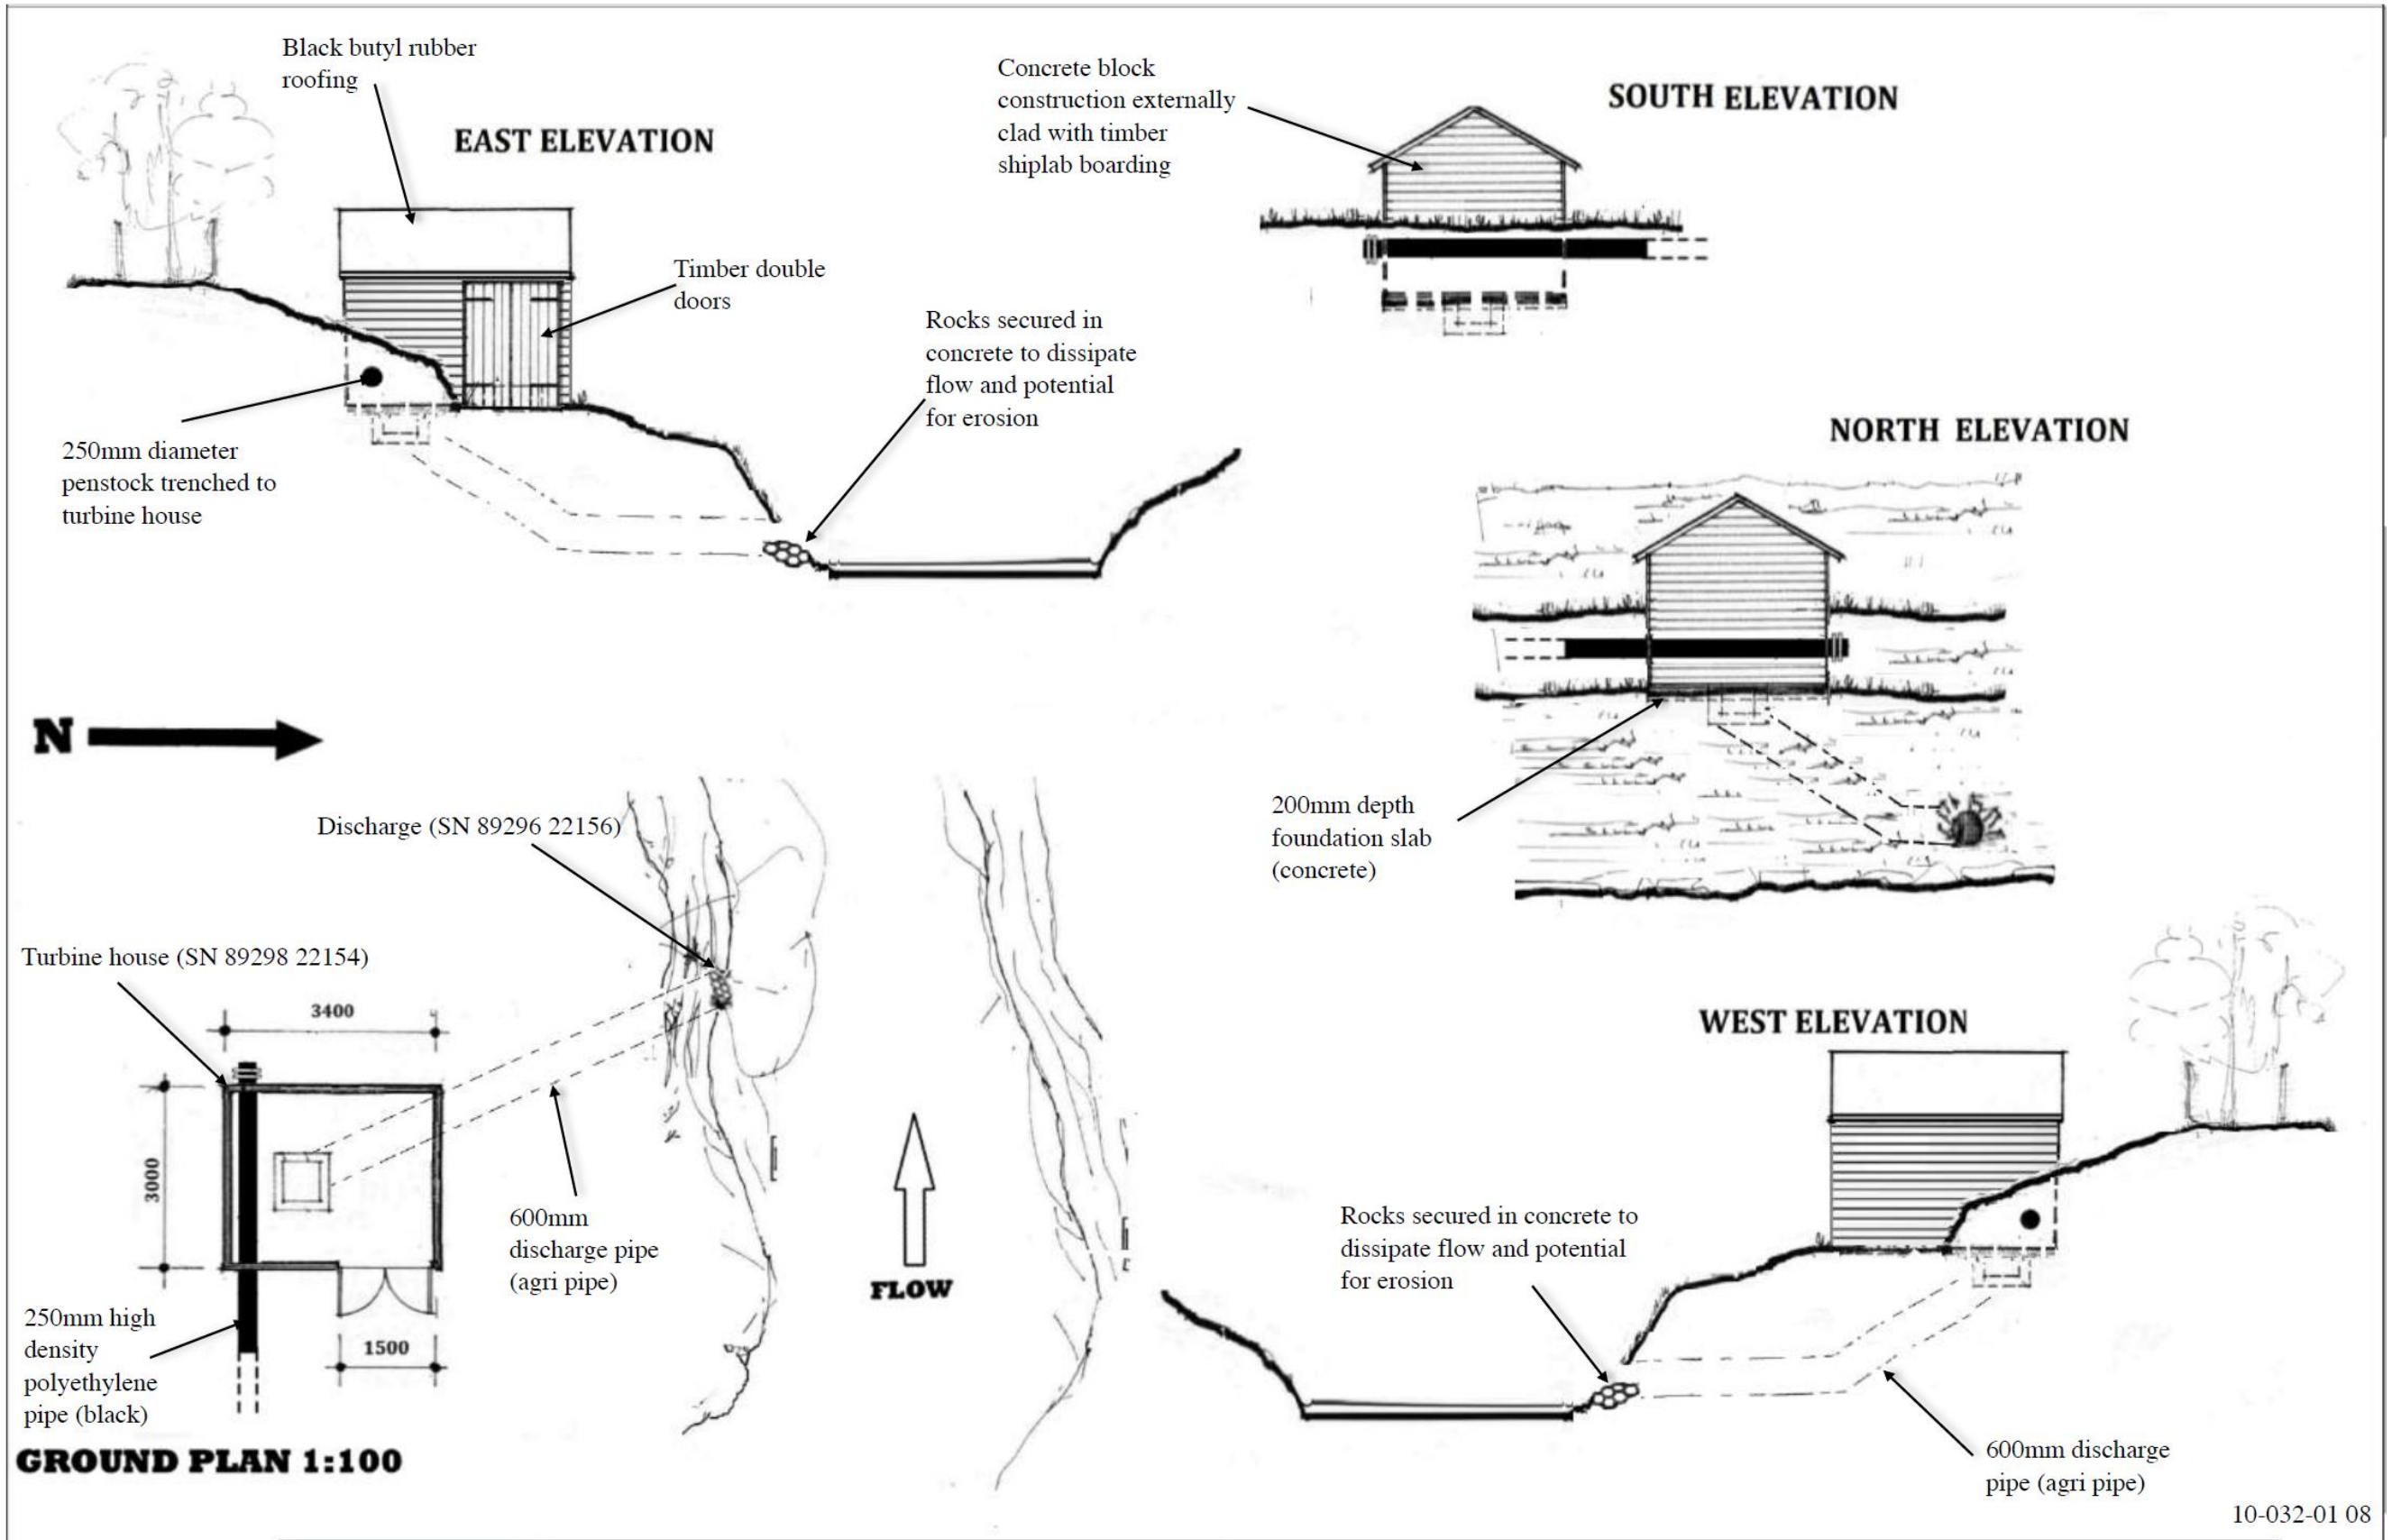 Black butyl rubber
roofing
EAST ELEVATION
Timber double
doors
Rocks secured in
concrete to dissipate
flow and potential
for erosion
250mm diameter
penstock trenched to
turbine house
Concrete block
construction externally
clad with timber
shiplab boarding
SOUTH ELEVATION
NORTH ELEVATION
200mm depth
foundation slab
(concrete)
N
Discharge (SN 89296 22156)
Turbine house (SN 89298 22154)
3400
3000
1500
600mm
discharge pipe
(agri pipe)
250mm high
density
polyethylene
pipe (black)
FLOW
GROUND PLAN 1:100
WEST ELEVATION
Rocks secured in concrete to
dissipate flow and potential
for erosion
600mm discharge
pipe (agri pipe)
10-032-01 08